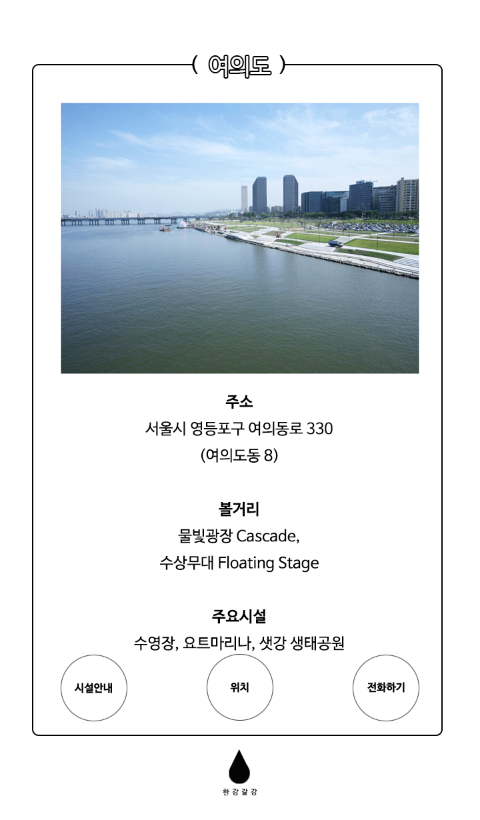 ( 여의도 )
주소
서울시 영등포구 여의동로 330
(여의도동 8)
볼거리
물빛광장 Cascade,
수상무대 Floating Stage
주요시설
수영장, 요트마리나, 샛강 생태공원
시설안내
위치
전화하기
한강갈강